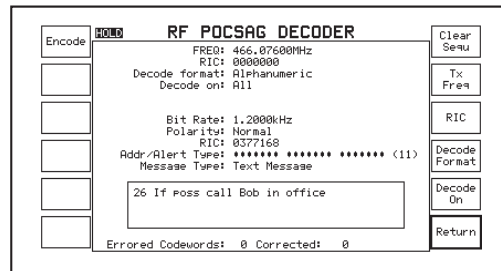 HOLD RF POCSAG DECODER
Encode
FREQ: 466.07600MHz
RIC: 0000000
Decode format: Alphanumeric
Decode on: All
Bit Rate: 1.2000kHz
Polarity: Normal
RIC: 0377168
Addr/Alert Type: ♦♦♦♦♦♦♦ ♦♦♦♦♦♦♦ ♦♦♦♦♦♦♦ (11)
Message Type: Text Message
26 If poss call Bob in office
Errored Codewords: 0 Corrected: 0
Clear
Sequ
Tx
Freq
RIC
Decode
Format
Decode
On
Return